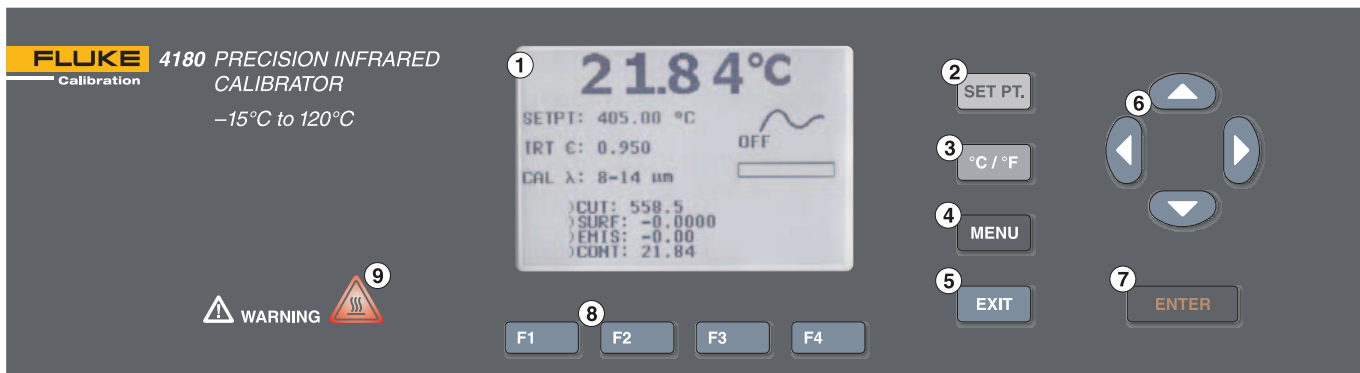 FLUKE
Calibration
4180 PRECISION INFRARED
CALIBRATOR
–15°C to 120°C
1
21.84°C
SETPT: 405.00 °C
IRT ε: 0.950
OFF
CAL λ: 8-14 µm
)CUT: 558.5
)SURF: -0.0000
)EMIS: -0.00
)CONT: 21.84
2
SET PT.
3
°C / °F
4
MENU
5
EXIT
6
7
ENTER
8
F1 F2 F3 F4
WARNING
9